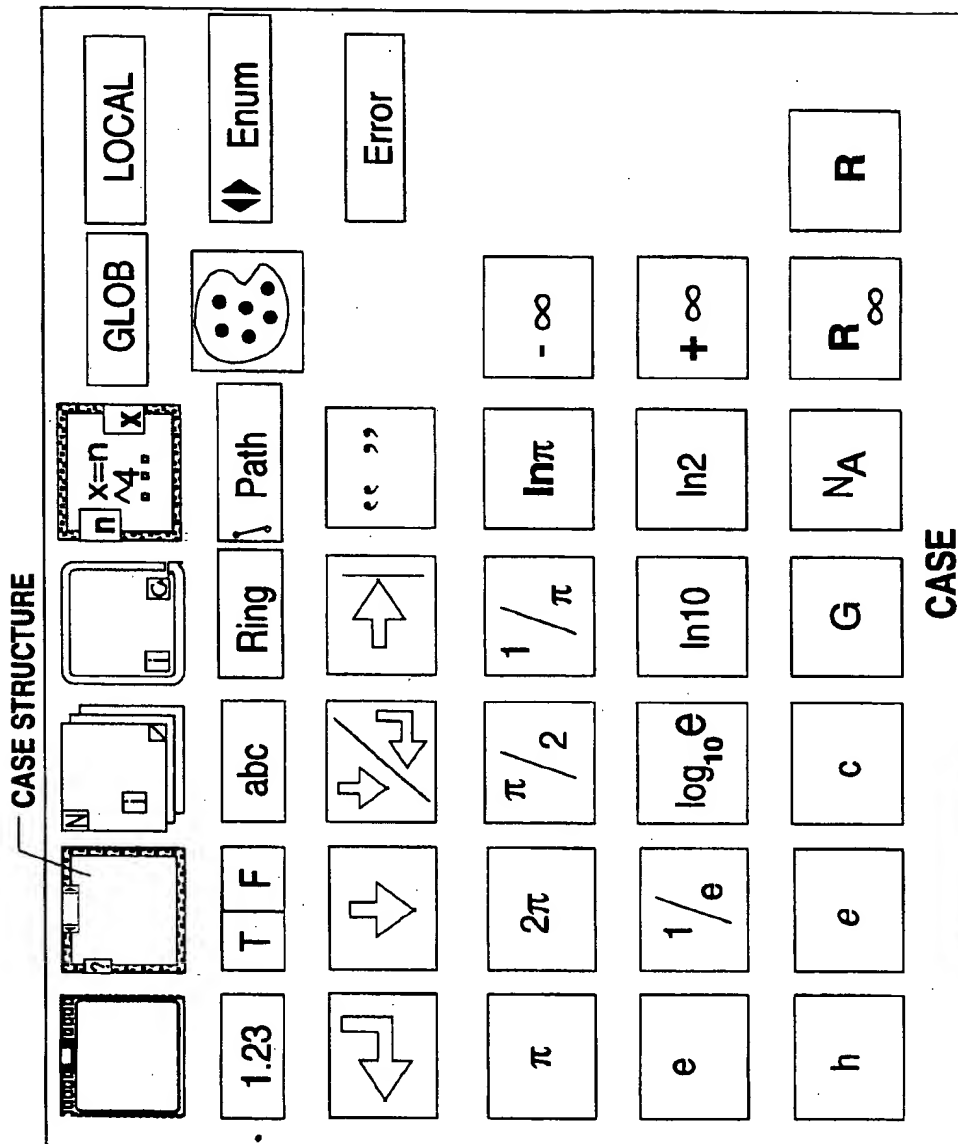 CASE STRUCTURE
? N i i n x=n ^4 x GLOB LOCAL
1.23 T F abc Ring Path Enum
“ ” Error
π 2π π/2 1/π lnπ -∞
e 1/e log₁₀e ln10 ln2 +∞
h e c G N_A R∞ R
CASE